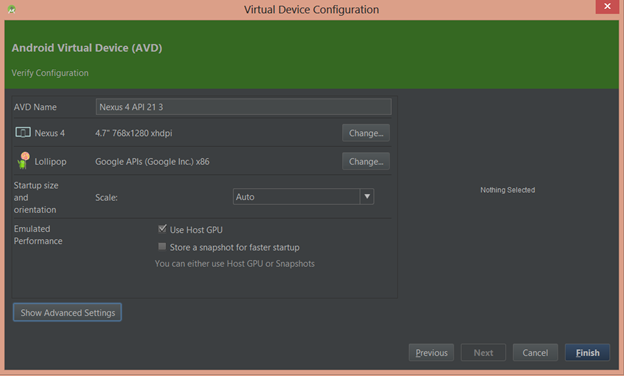 Virtual Device Configuration
Android Virtual Device (AVD)
Verify Configuration
AVD Name Nexus 4 API 21 3
Nexus 4 4.7" 768x1280 xhdpi Change...
Lollipop Google APIs (Google Inc.) x86 Change...
Startup size
and
orientation
Scale: Auto
Nothing Selected
Emulated
Performance
Use Host GPU
Store a snapshot for faster startup
You can either use Host GPU or Snapshots
Show Advanced Settings
Previous Next Cancel Finish